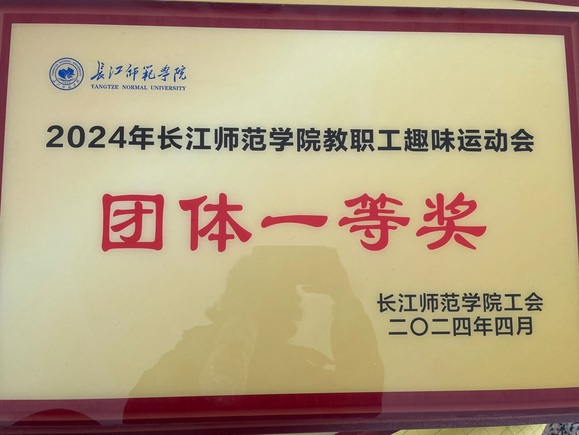 长江师范学院
YANGTZE NORMAL UNIVERSITY
2024年长江师范学院教职工趣味运动会
团体一等奖
长江师范学院工会
二〇二四年四月